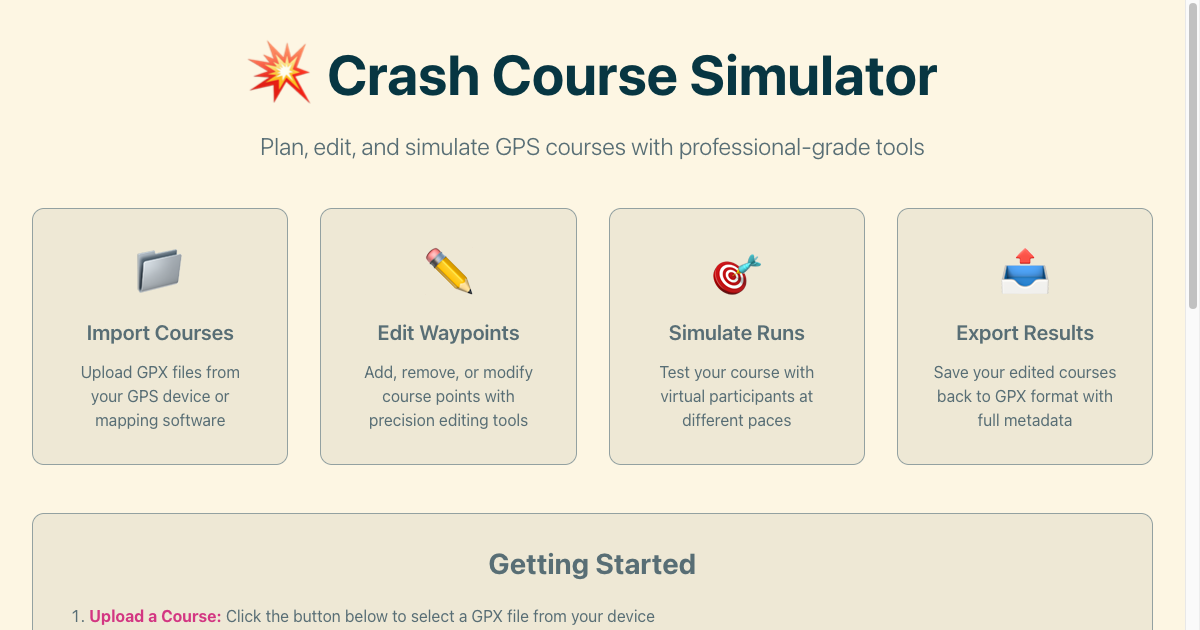 💥 Crash Course Simulator
Plan, edit, and simulate GPS courses with professional-grade tools
Import Courses
Upload GPX files from
your GPS device or
mapping software
Edit Waypoints
Add, remove, or modify
course points with
precision editing tools
Simulate Runs
Test your course with
virtual participants at
different paces
Export Results
Save your edited courses
back to GPX format with
full metadata
Getting Started
1. Upload a Course: Click the button below to select a GPX file from your device